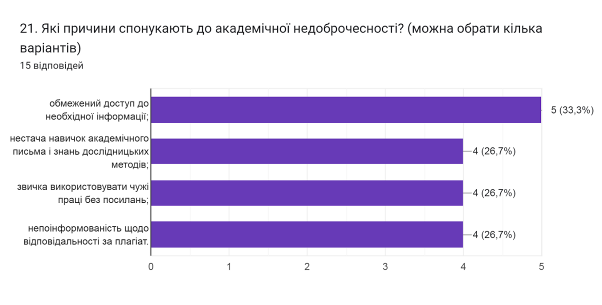 21. Які причини спонукають до академічної недоброчесності? (можна обрати кілька
варіантів)
15 відповідей
обмежений доступ до
необхідної інформації;
5 (33,3%)
нестача навичок академічного
письма і знань дослідницьких
методів;
4 (26,7%)
звичка використовувати чужі
праці без посилань;
4 (26,7%)
непоінформованість щодо
відповідальності за плагіат.
4 (26,7%)
0 1 2 3 4 5